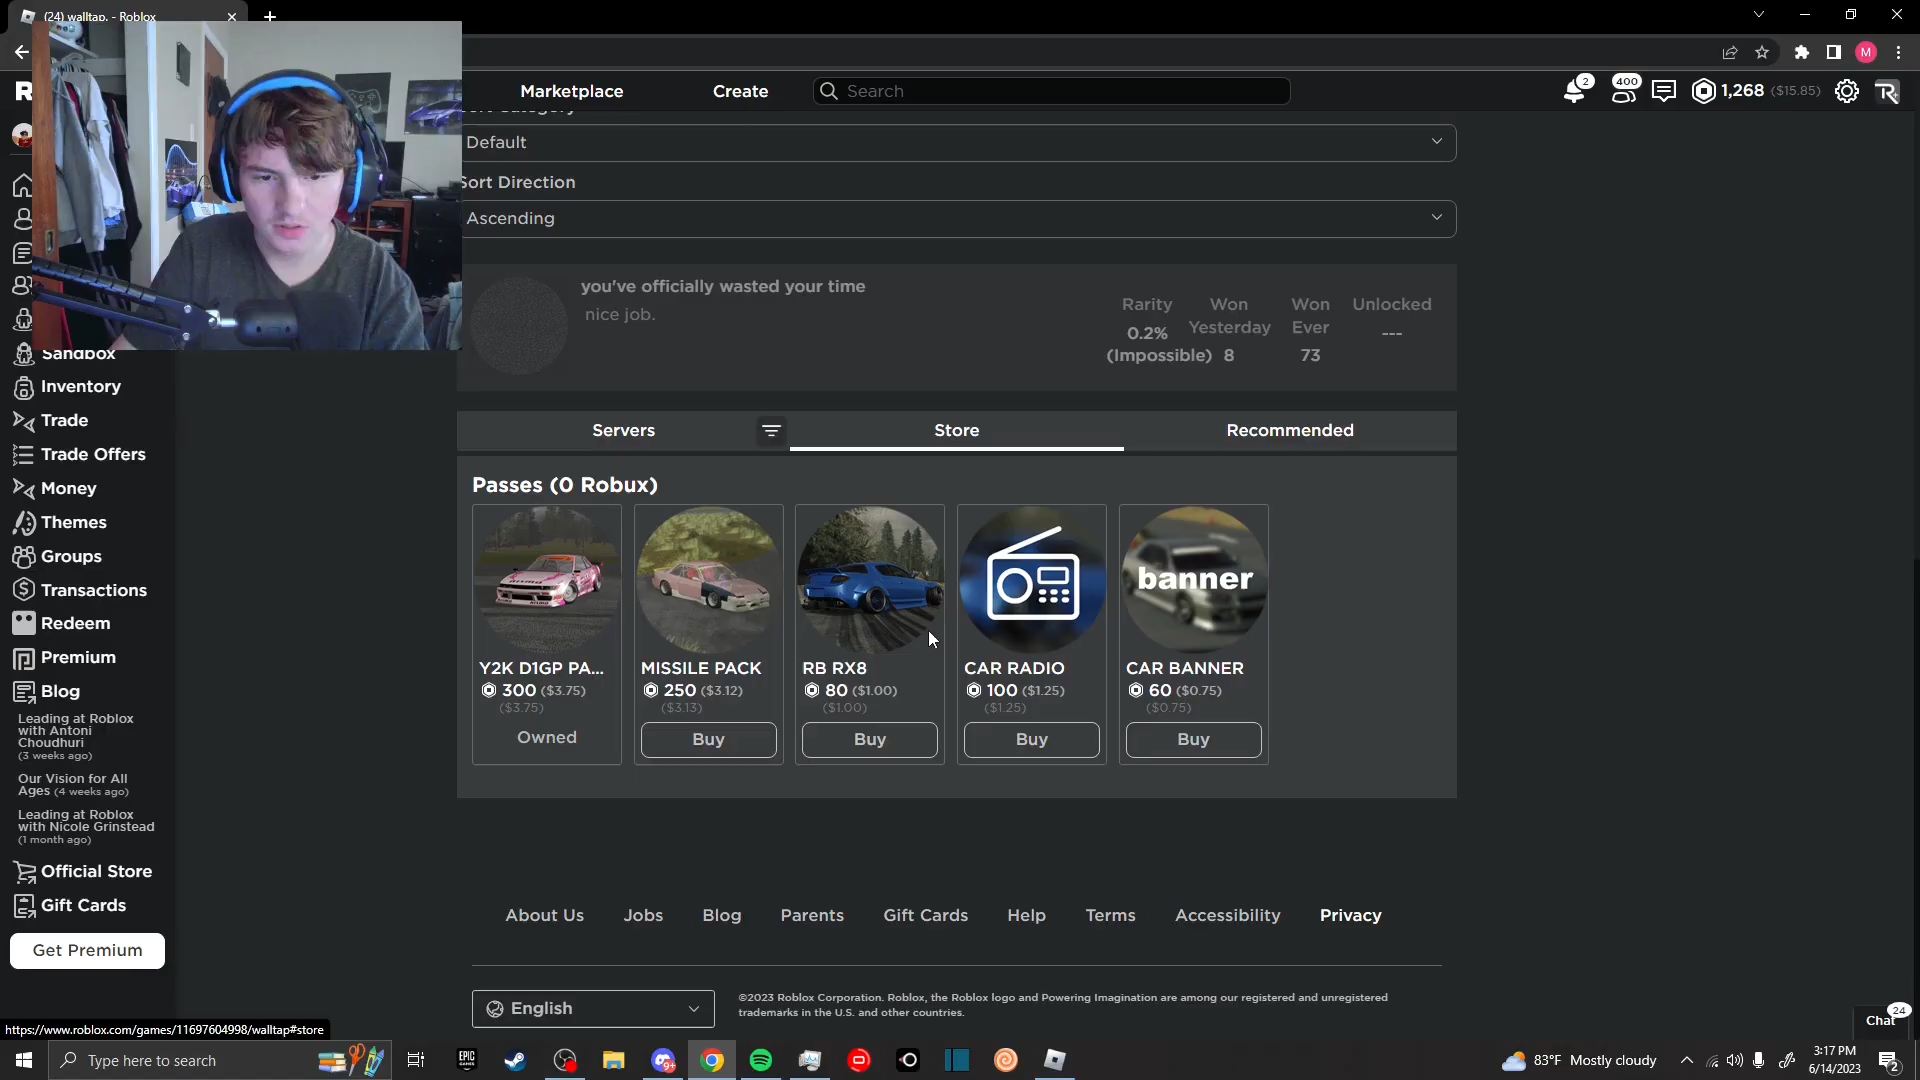 (24) walltap. - Roblox
Marketplace
Create
Search
2
400
1,268 ($15.85)
M
Default
Sort Direction
Ascending
you've officially wasted your time
nice job.
Rarity
0.2%
(Impossible)
Won
Yesterday
8
Won
Ever
73
Unlocked
---
Sandbox
Inventory
Trade
Trade Offers
Money
Themes
Groups
Transactions
Redeem
Premium
Blog
Leading at Roblox
with Antoni
Choudhuri
(3 weeks ago)
Our Vision for All
Ages (4 weeks ago)
Leading at Roblox
with Nicole Grinstead
(1 month ago)
Official Store
Gift Cards
Get Premium
Servers
Store
Recommended
Passes (0 Robux)
Y2K D1GP PA...
300 ($3.75)
($3.75)
Owned
MISSILE PACK
250 ($3.12)
($3.13)
Buy
RB RX8
80 ($1.00)
($1.00)
Buy
CAR RADIO
100 ($1.25)
($1.25)
Buy
banner
CAR BANNER
60 ($0.75)
($0.75)
Buy
About Us
Jobs
Blog
Parents
Gift Cards
Help
Terms
Accessibility
Privacy
English
©2023 Roblox Corporation. Roblox, the Roblox logo and Powering Imagination are among our registered and unregistered
trademarks in the U.S. and other countries.
24
Chat
https://www.roblox.com/games/11697604998/walltap#store
Type here to search
EPIC
GAMES
9+
83°F Mostly cloudy
3:17 PM
6/14/2023
2